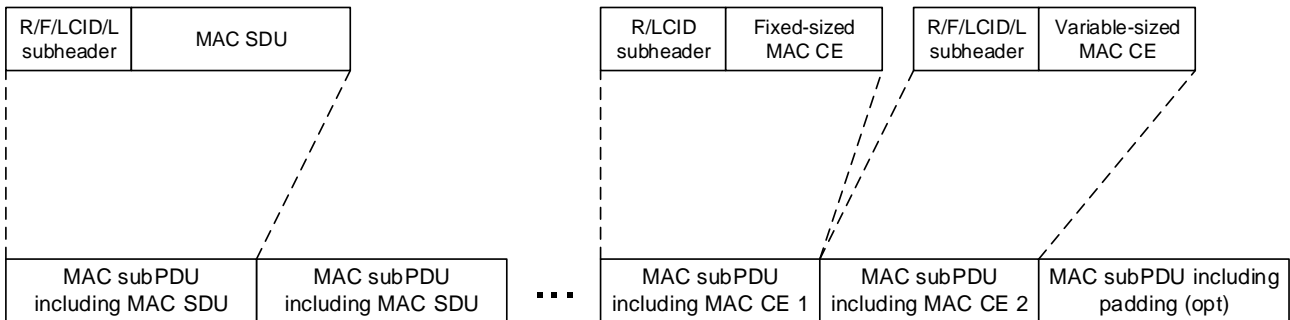 R/F/LCID/L
subheader
MAC SDU
R/LCID
subheader
Fixed-sized
MAC CE
R/F/LCID/L
subheader
Variable-sized
MAC CE
MAC subPDU
including MAC SDU
MAC subPDU
including MAC SDU
...
MAC subPDU
including MAC CE 1
MAC subPDU
including MAC CE 2
MAC subPDU including
padding (opt)